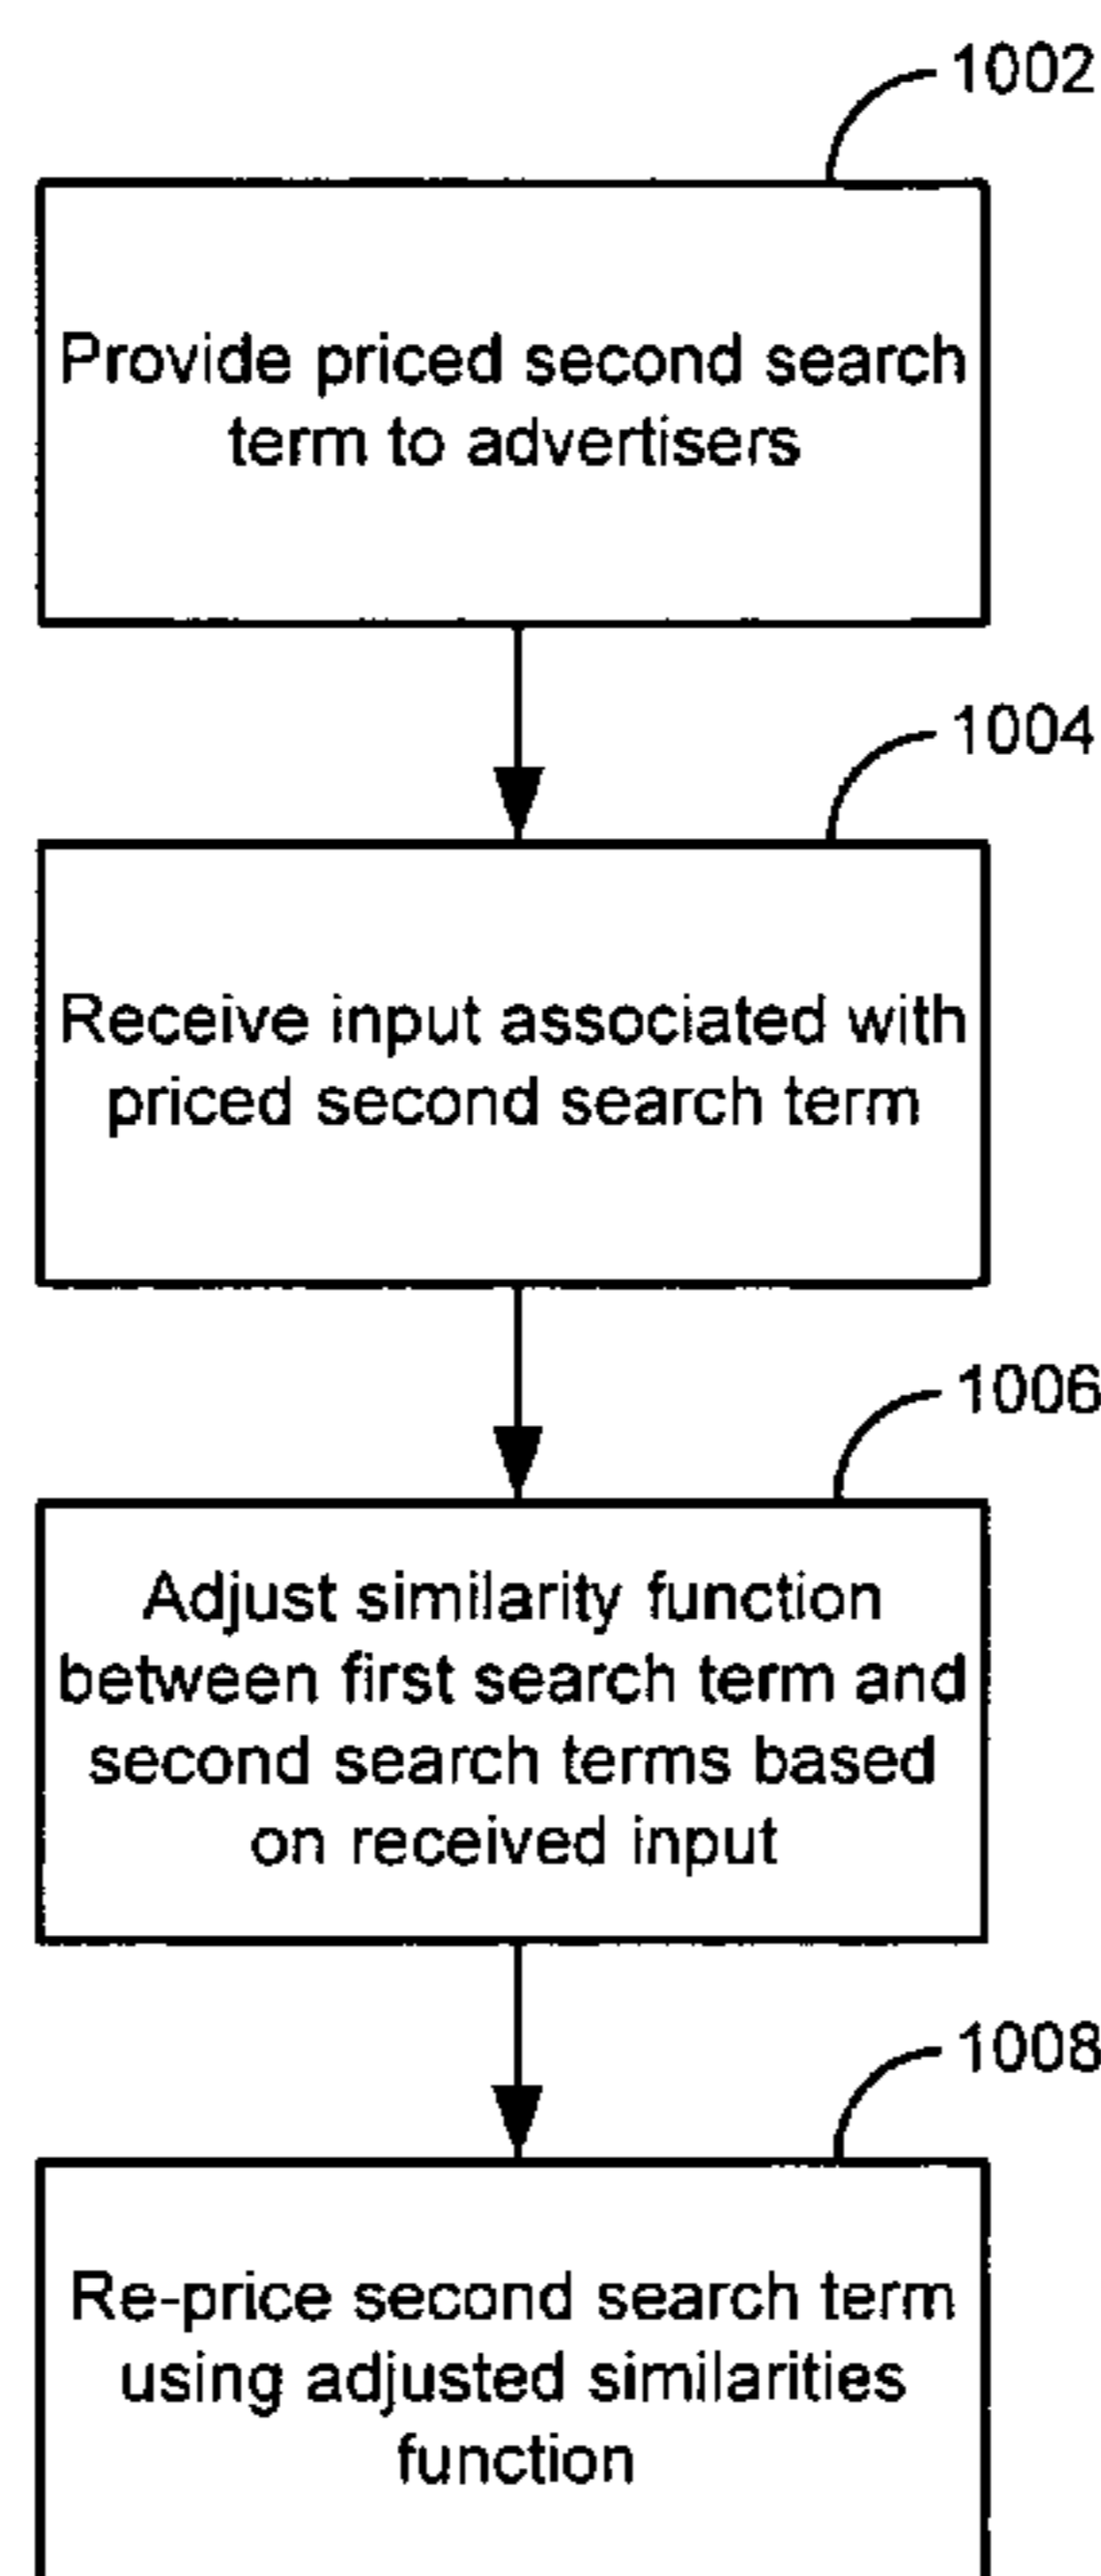 1002
Provide priced second search
term to advertisers
1004
Receive input associated with
priced second search term
1006
Adjust similarity function
between first search term and
second search terms based
on received input
1008
Re-price second search term
using adjusted similarities
function